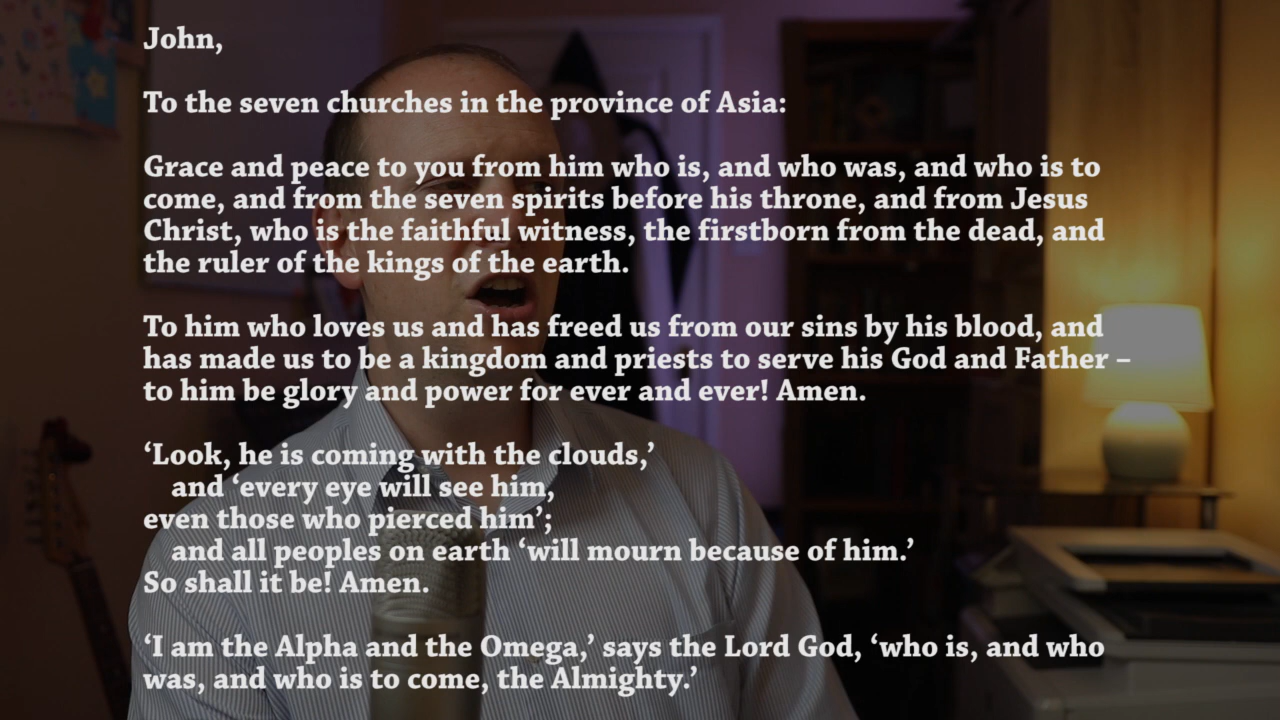 John,
To the seven churches in the province of Asia:
Grace and peace to you from him who is, and who was, and who is to
come, and from the seven spirits before his throne, and from Jesus
Christ, who is the faithful witness, the firstborn from the dead, and
the ruler of the kings of the earth.
To him who loves us and has freed us from our sins by his blood, and
has made us to be a kingdom and priests to serve his God and Father –
to him be glory and power for ever and ever! Amen.
‘Look, he is coming with the clouds,’
and ‘every eye will see him,
even those who pierced him’;
and all peoples on earth ‘will mourn because of him.’
So shall it be! Amen.
‘I am the Alpha and the Omega,’ says the Lord God, ‘who is, and who
was, and who is to come, the Almighty.’